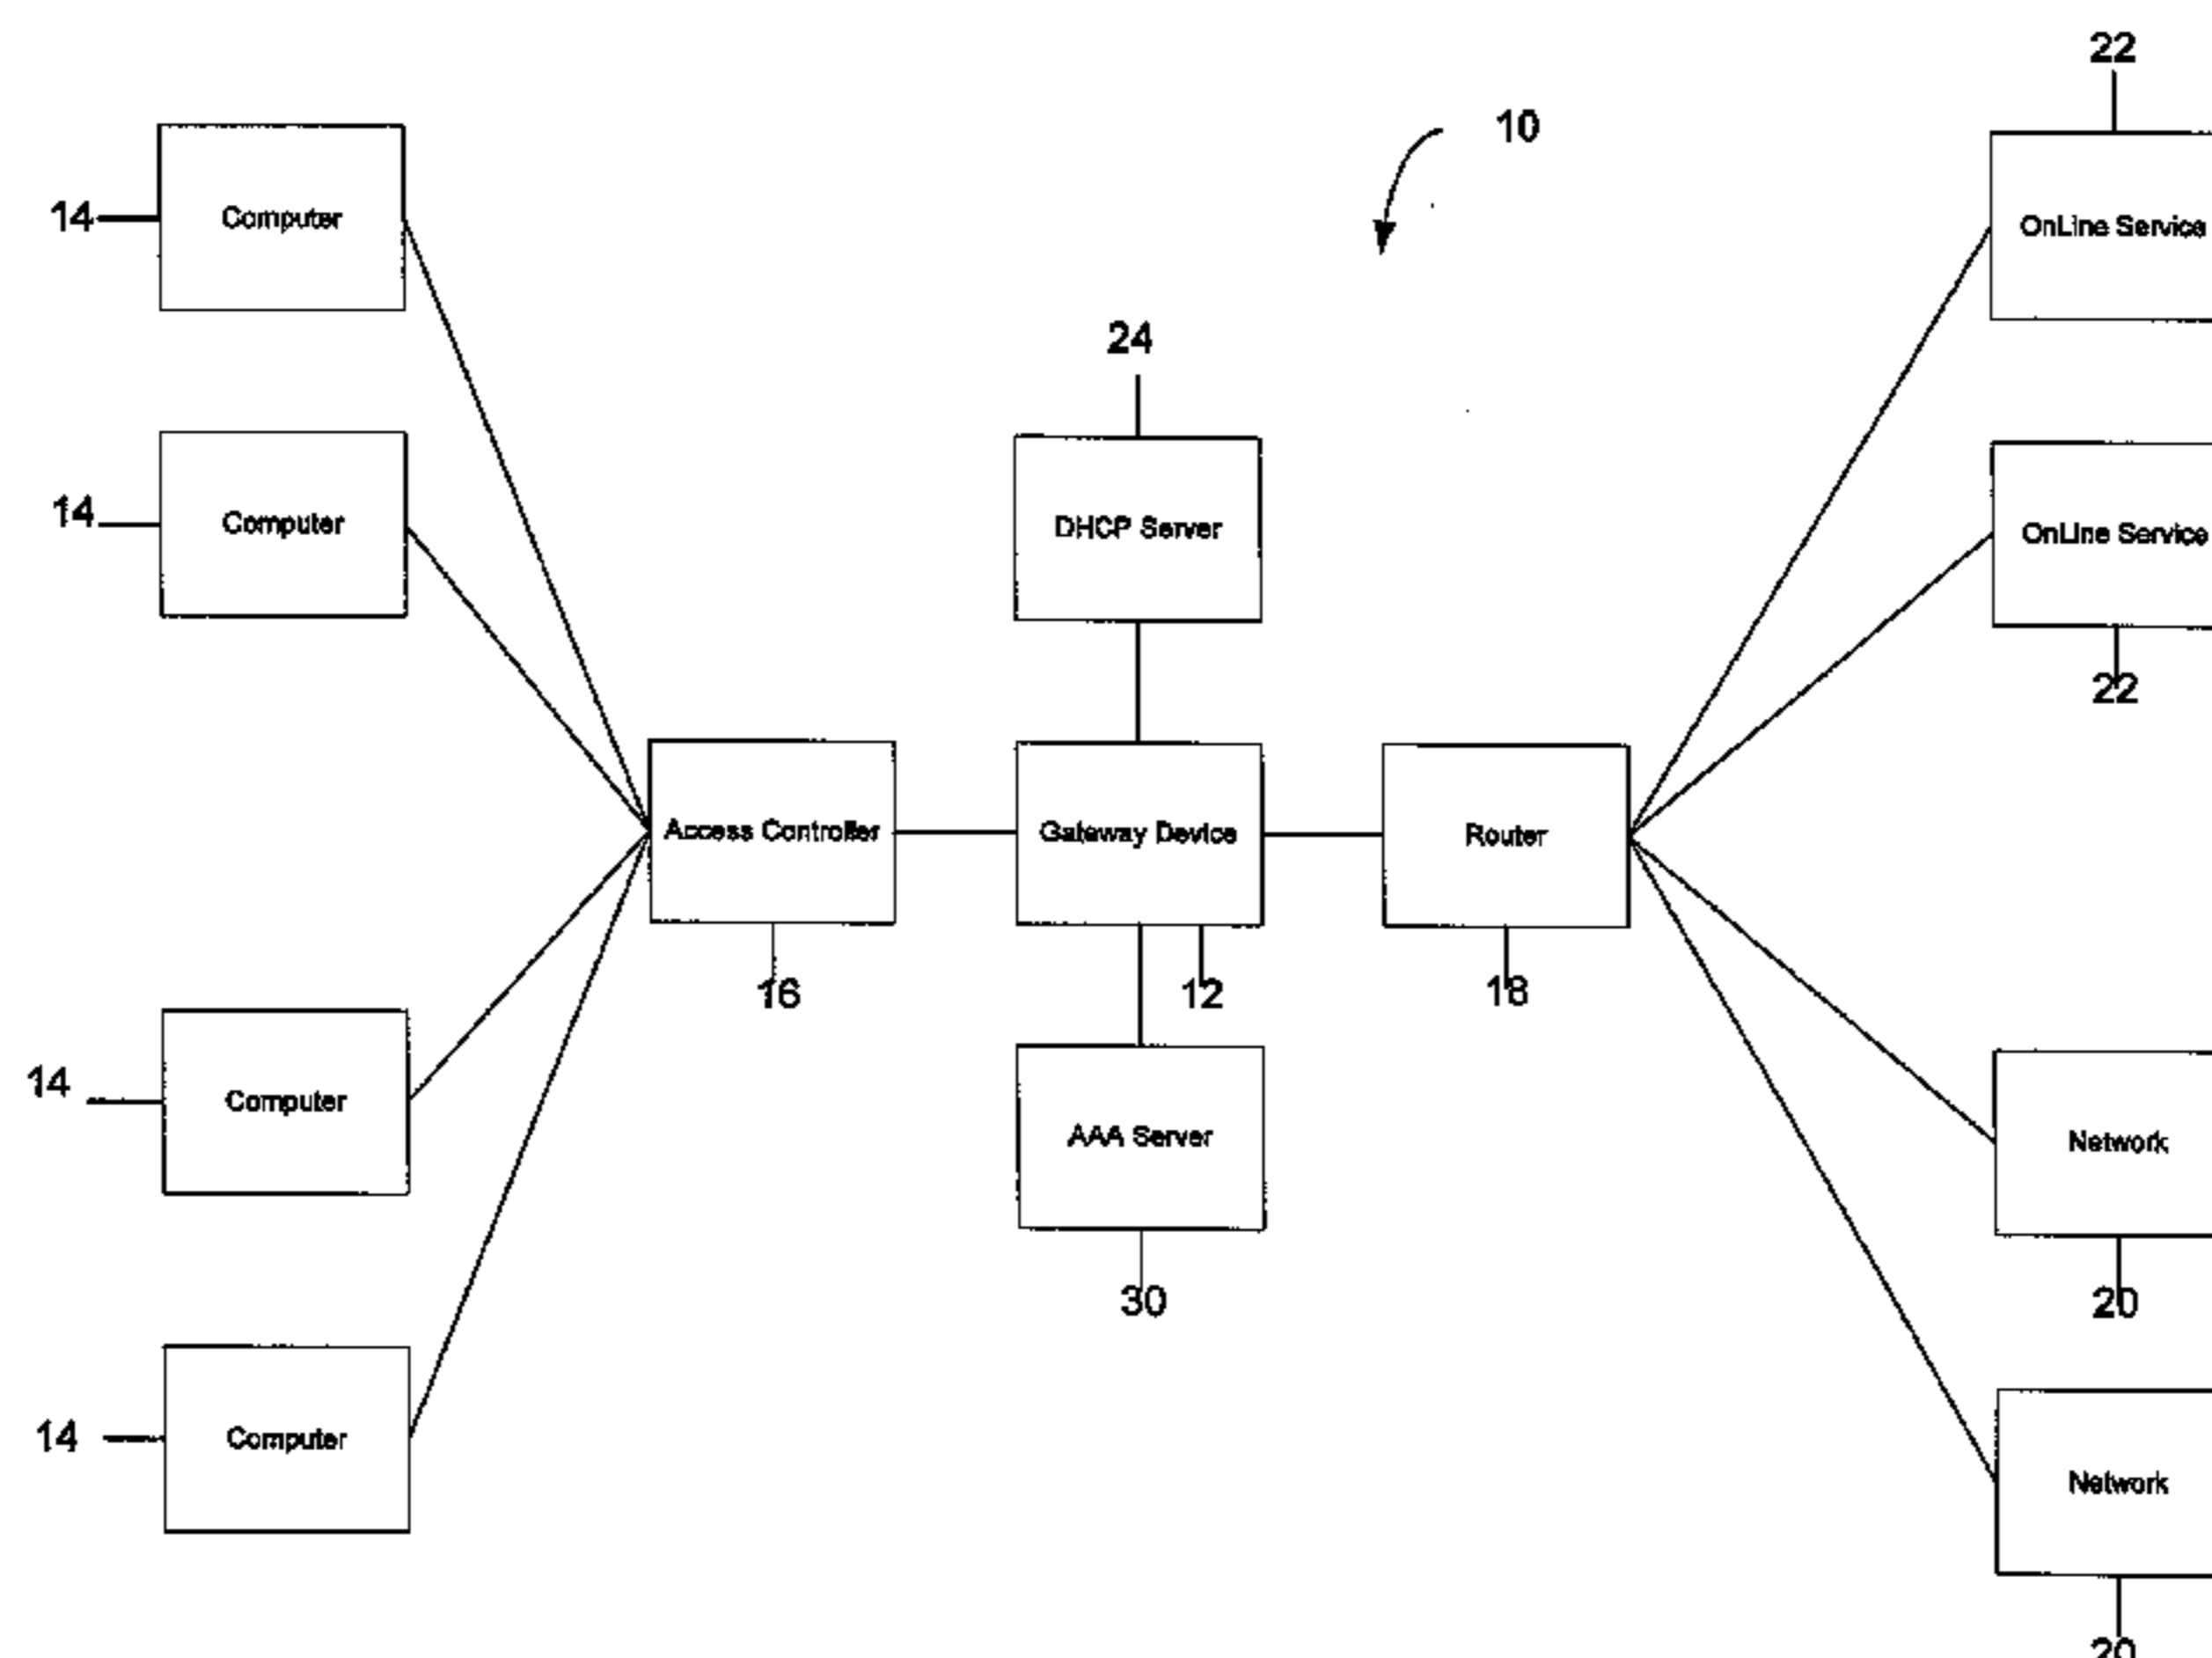 22
10
14
Computer
OnLine Service
24
14
Computer
DHCP Server
OnLine Service
22
Access Controller
Gateway Device
Router
16
12
18
14
Computer
AAA Server
Network
30
20
14
Computer
Network
20